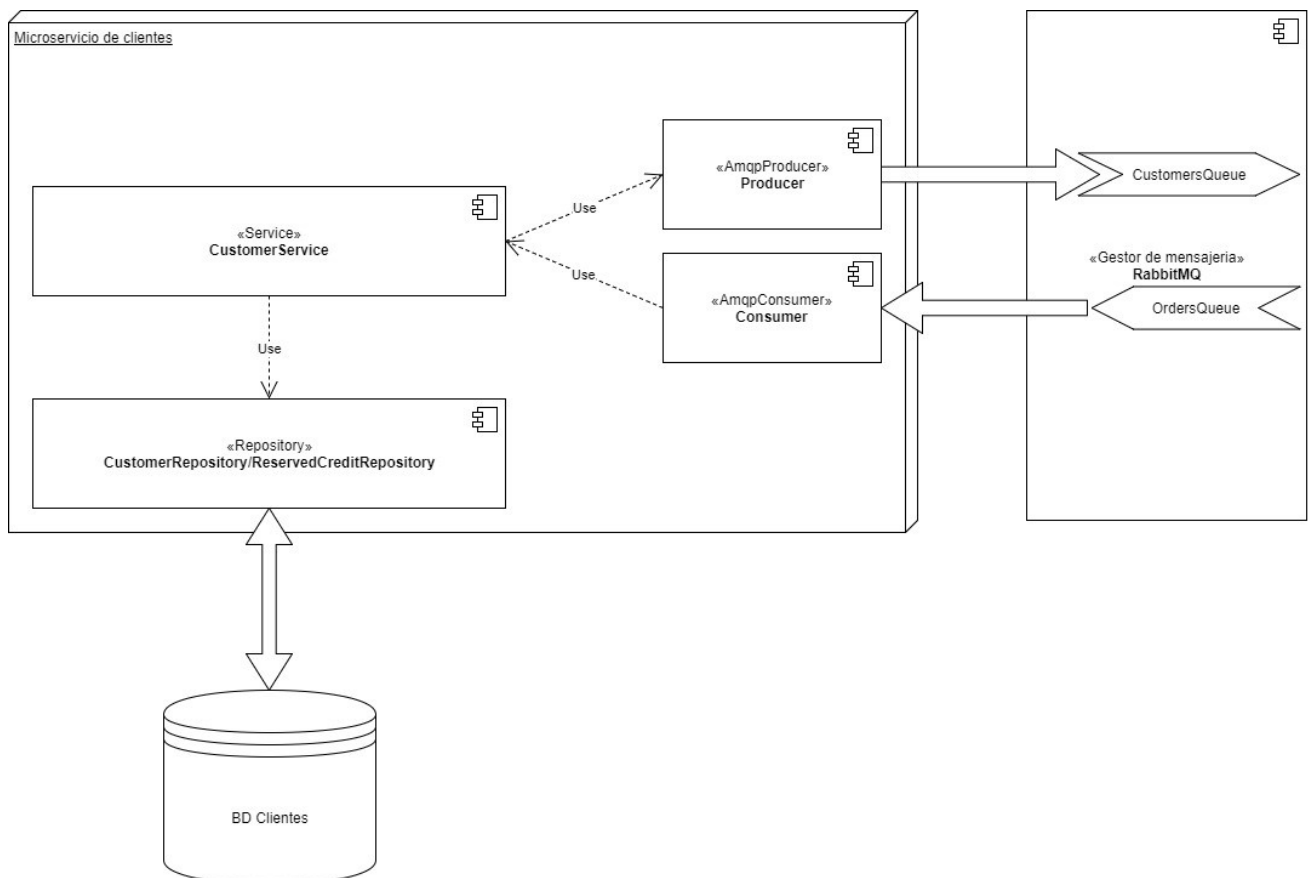 Microservicio de clientes
«AmqpProducer»
Producer
CustomersQueue
Use
«Service»
CustomerService
«Gestor de mensajeria»
RabbitMQ
Use
«AmqpConsumer»
Consumer
OrdersQueue
Use
«Repository»
CustomerRepository/ReservedCreditRepository
BD Clientes